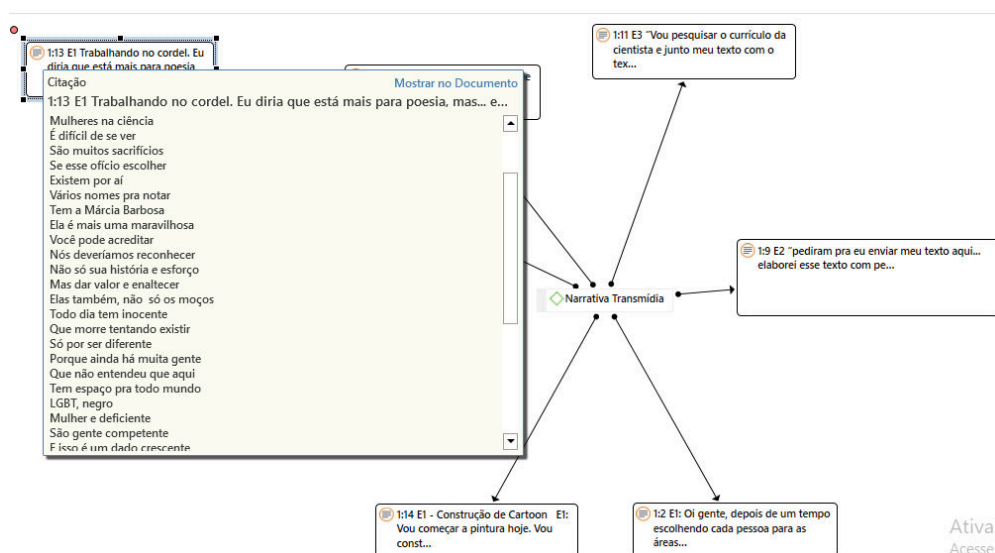 1:13 E1 Trabalhando no cordel. Eu
diria que está mais para poesia
Citação
Mostrar no Documento
1:13 E1 Trabalhando no cordel. Eu diria que está mais para poesia, mas... e...
Mulheres na ciência
É difícil de se ver
São muitos sacrifícios
Se esse ofício escolher
Existem por aí
Vários nomes pra notar
Tem a Márcia Barbosa
Ela é mais uma maravilhosa
Você pode acreditar
Nós deveríamos reconhecer
Não só sua história e esforço
Mas dar valor e enaltecer
Elas também, não só os moços
Todo dia tem inocente
Que morre tentando existir
Só por ser diferente
Porque ainda há muita gente
Que não entendeu que aqui
Tem espaço pra todo mundo
LGBT, negro
Mulher e deficiente
São gente competente
E isso é um dado crescente
1:11 E3 "Vou pesquisar o currículo da
cientista e junto meu texto com o
tex...
1:9 E2 "pediram pra eu enviar meu texto aqui...
elaborei esse texto com pe...
Narrativa Transmídia
1:14 E1 - Construção de Cartoon E1:
Vou começar a pintura hoje. Vou
const...
1:2 E1: Oi gente, depois de um tempo
escolhendo cada pessoa para as
áreas...
Ativa
Acesse